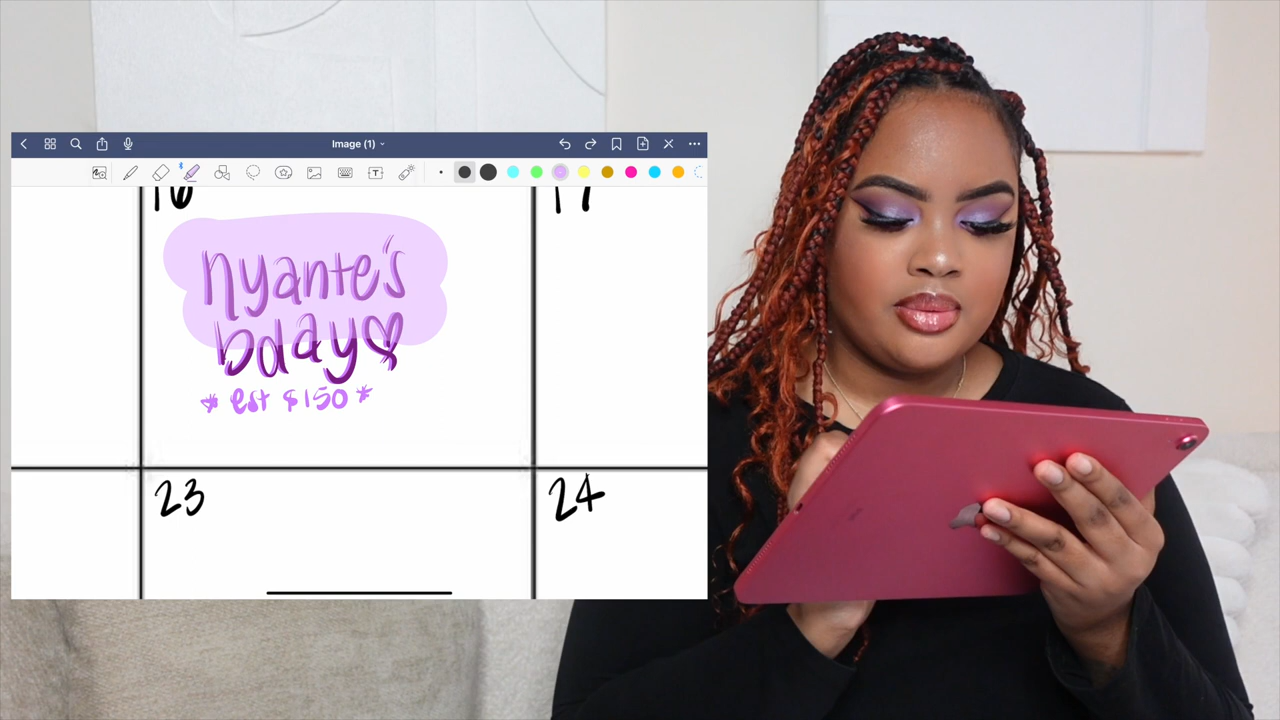 Image (1)
T
16
17
nyante's
bday
* est $150 *
23
24